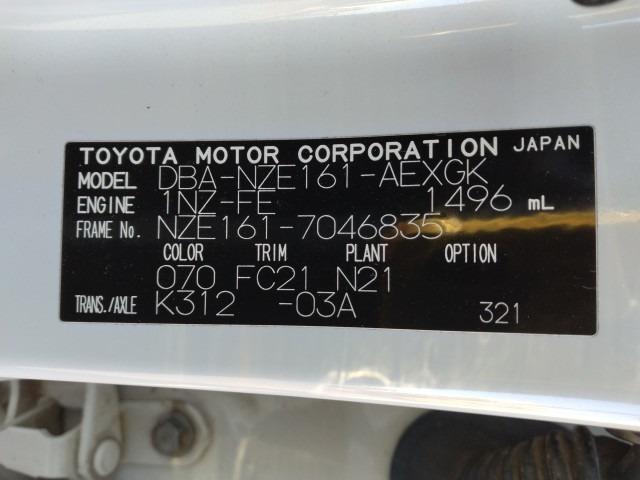 TOYOTA MOTOR CORPORATION JAPAN
MODEL DBA-NZE161-AEXGK
ENGINE 1NZ-FE 1496 mL
FRAME No. NZE161-7046835
COLOR TRIM PLANT OPTION
070 FC21 N21
TRANS./AXLE K312 -03A 321